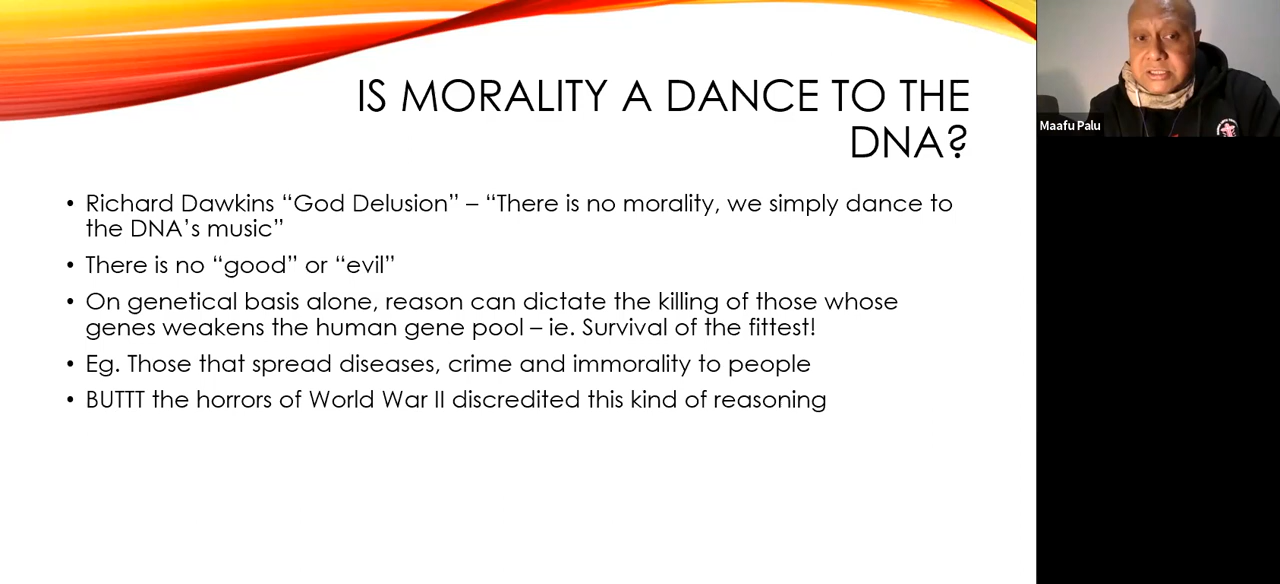 IS MORALITY A DANCE TO THE
DNA?
• Richard Dawkins “God Delusion” – “There is no morality, we simply dance to
the DNA’s music”
• There is no “good” or “evil”
• On genetical basis alone, reason can dictate the killing of those whose
genes weakens the human gene pool – ie. Survival of the fittest!
• Eg. Those that spread diseases, crime and immorality to people
• BUTTT the horrors of World War II discredited this kind of reasoning
Maafu Palu